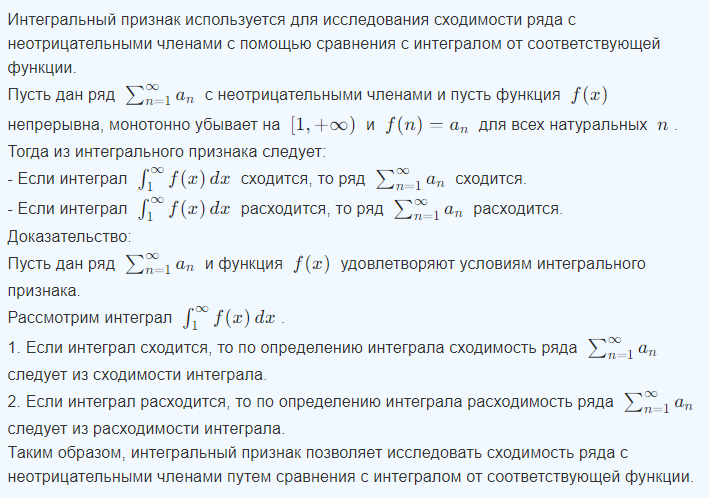 Интегральный признак используется для исследования сходимости ряда с
неотрицательными членами с помощью сравнения с интегралом от соответствующей
функции.
Пусть дан ряд $\sum_{n=1}^{\infty} a_n$ с неотрицательными членами и пусть функция $f(x)$
непрерывна, монотонно убывает на $[1, +\infty)$ и $f(n) = a_n$ для всех натуральных $n$ .
Тогда из интегрального признака следует:
- Если интеграл $\int_1^{\infty} f(x)\,dx$ сходится, то ряд $\sum_{n=1}^{\infty} a_n$ сходится.
- Если интеграл $\int_1^{\infty} f(x)\,dx$ расходится, то ряд $\sum_{n=1}^{\infty} a_n$ расходится.
Доказательство:
Пусть дан ряд $\sum_{n=1}^{\infty} a_n$ и функция $f(x)$ удовлетворяют условиям интегрального
признака.
Рассмотрим интеграл $\int_1^{\infty} f(x)\,dx$ .
1. Если интеграл сходится, то по определению интеграла сходимость ряда $\sum_{n=1}^{\infty} a_n$
следует из сходимости интеграла.
2. Если интеграл расходится, то по определению интеграла расходимость ряда $\sum_{n=1}^{\infty} a_n$
следует из расходимости интеграла.
Таким образом, интегральный признак позволяет исследовать сходимость ряда с
неотрицательными членами путем сравнения с интегралом от соответствующей функции.